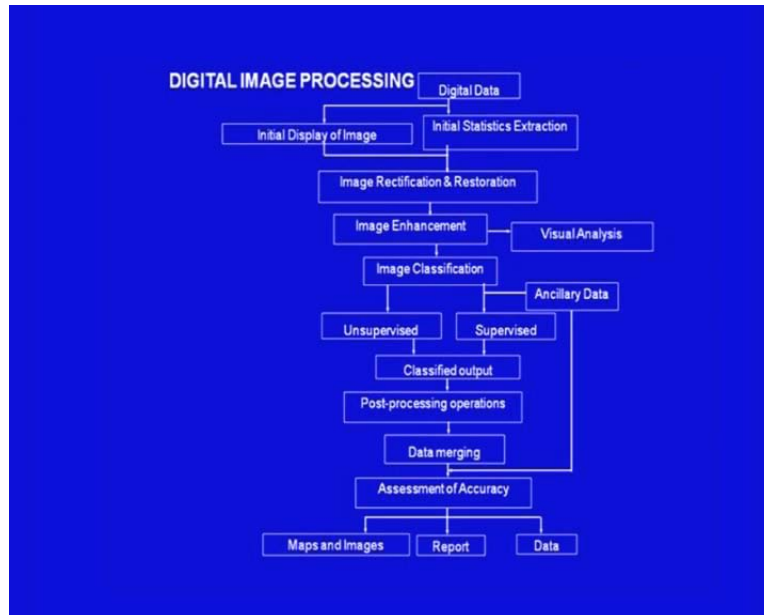 DIGITAL IMAGE PROCESSING
Digital Data
Initial Display of Image
Initial Statistics Extraction
Image Rectification & Restoration
Image Enhancement
Visual Analysis
Image Classification
Ancillary Data
Unsupervised
Supervised
Classified output
Post-processing operations
Data merging
Assessment of Accuracy
Maps and Images
Report
Data